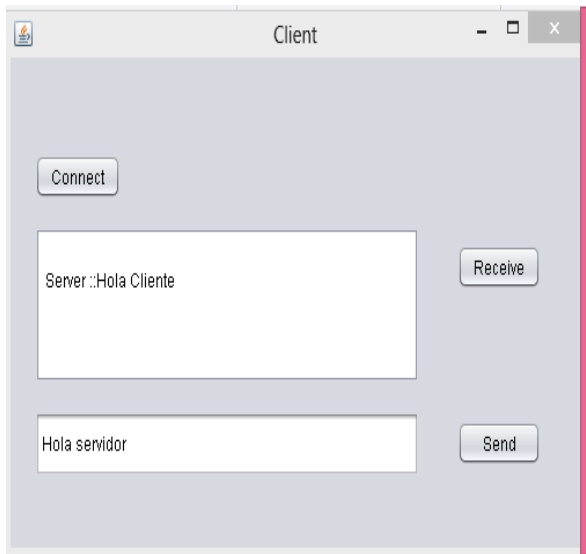 Client
Connect
Server ::Hola Cliente
Receive
Hola servidor
Send